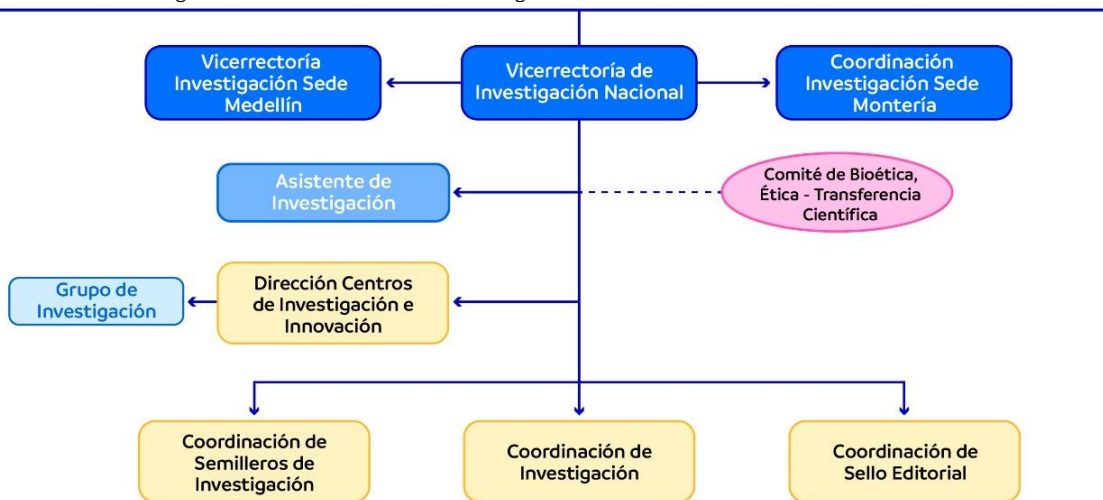 Vicerrectoría
Investigación Sede
Medellín
Vicerrectoría de
Investigación Nacional
Coordinación
Investigación Sede
Montería
Asistente de
Investigación
Comité de Bioética,
Ética - Transferencia
Científica
Grupo de
Investigación
Dirección Centros
de Investigación e
Innovación
Coordinación de
Semilleros de
Investigación
Coordinación de
Investigación
Coordinación de
Sello Editorial